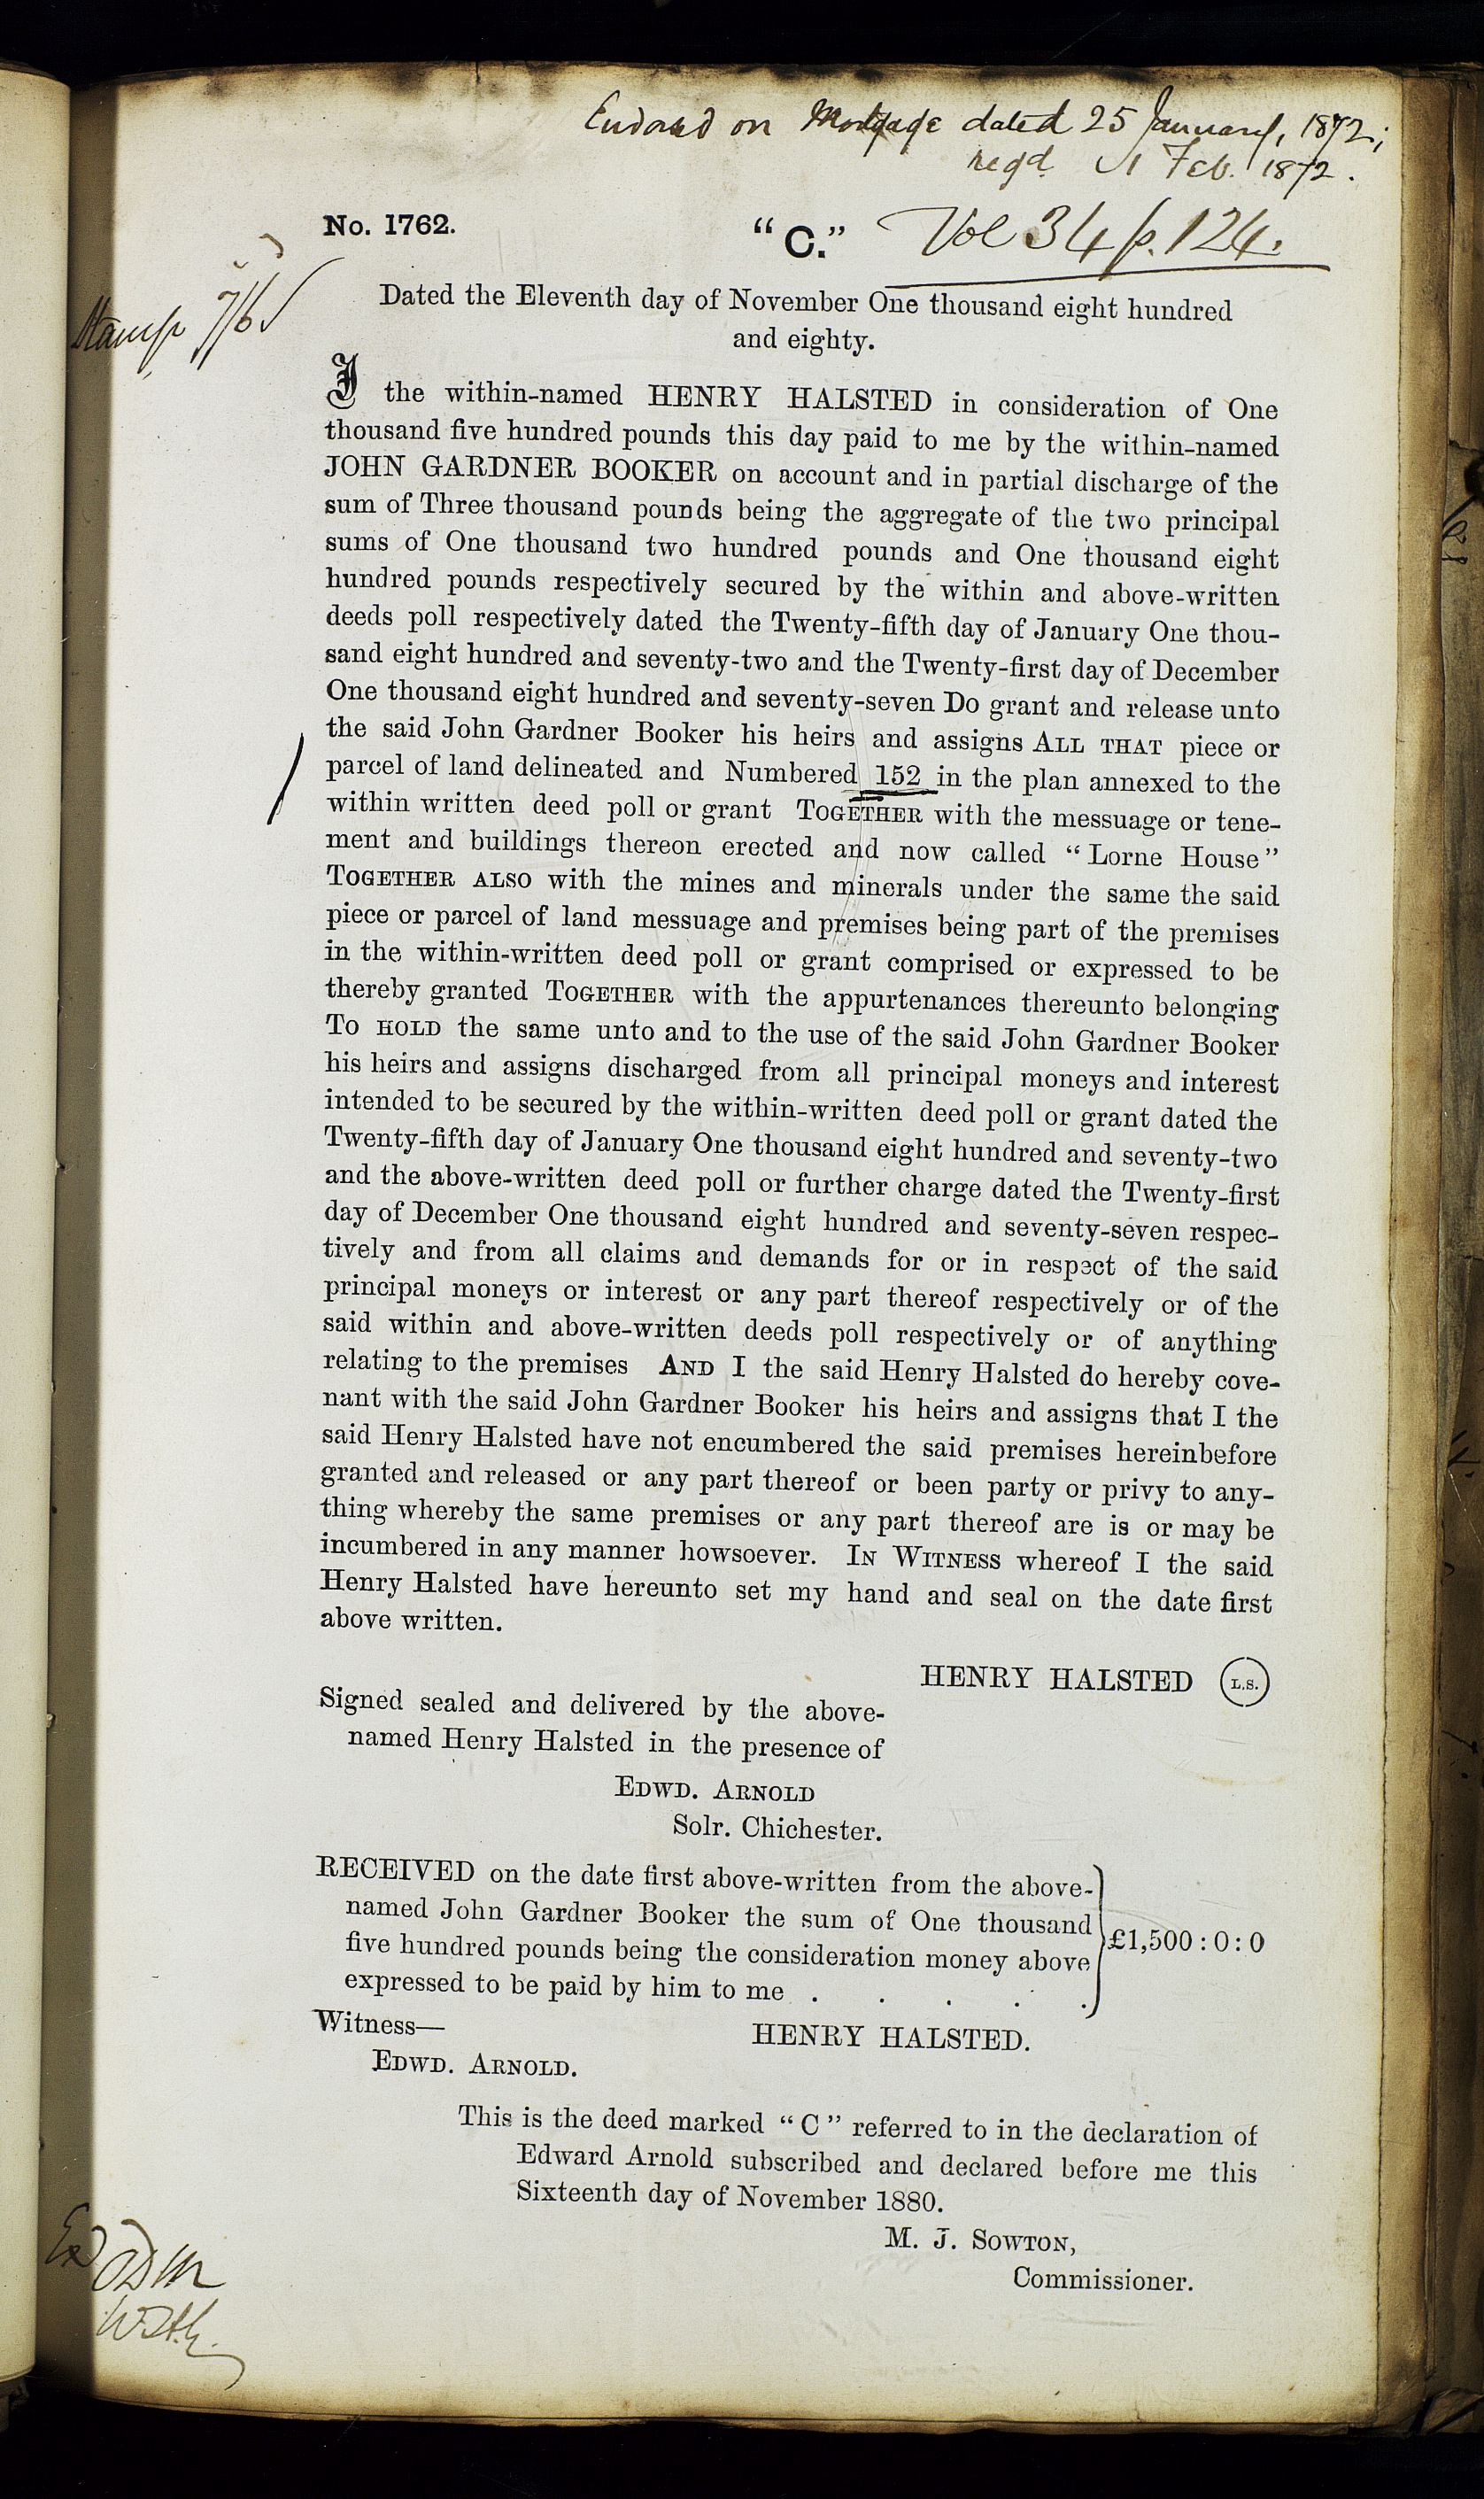 Endorsed on Mortgage dated 25 January, 1872;
regd. 1 Feb. 1872.
No. 1762.
"C." Vol 34 p. 124.
Stamp 7/6
Dated the Eleventh day of November One thousand eight hundred
and eighty.
I the within-named HENRY HALSTED in consideration of One
thousand five hundred pounds this day paid to me by the within-named
JOHN GARDNER BOOKER on account and in partial discharge of the
sum of Three thousand pounds being the aggregate of the two principal
sums of One thousand two hundred pounds and One thousand eight
hundred pounds respectively secured by the within and above-written
deeds poll respectively dated the Twenty-fifth day of January One thou-
sand eight hundred and seventy-two and the Twenty-first day of December
One thousand eight hundred and seventy-seven Do grant and release unto
the said John Gardner Booker his heirs and assigns ALL THAT piece or
parcel of land delineated and Numbered 152 in the plan annexed to the
within written deed poll or grant TOGETHER with the messuage or tene-
ment and buildings thereon erected and now called "Lorne House"
TOGETHER ALSO with the mines and minerals under the same the said
piece or parcel of land messuage and premises being part of the premises
in the within-written deed poll or grant comprised or expressed to be
thereby granted TOGETHER with the appurtenances thereunto belonging
To HOLD the same unto and to the use of the said John Gardner Booker
his heirs and assigns discharged from all principal moneys and interest
intended to be secured by the within-written deed poll or grant dated the
Twenty-fifth day of January One thousand eight hundred and seventy-two
and the above-written deed poll or further charge dated the Twenty-first
day of December One thousand eight hundred and seventy-seven respec-
tively and from all claims and demands for or in respect of the said
principal moneys or interest or any part thereof respectively or of the
said within and above-written deeds poll respectively or of anything
relating to the premises AND I the said Henry Halsted do hereby cove-
nant with the said John Gardner Booker his heirs and assigns that I the
said Henry Halsted have not encumbered the said premises hereinbefore
granted and released or any part thereof or been party or privy to any-
thing whereby the same premises or any part thereof are is or may be
incumbered in any manner howsoever. IN WITNESS whereof I the said
Henry Halsted have hereunto set my hand and seal on the date first
above written.
HENRY HALSTED L.S.
Signed sealed and delivered by the above-
named Henry Halsted in the presence of
EDWD. ARNOLD
Solr. Chichester.
RECEIVED on the date first above-written from the above-
named John Gardner Booker the sum of One thousand
five hundred pounds being the consideration money above
expressed to be paid by him to me . . . . .
£1,500 : 0 : 0
Witness— HENRY HALSTED.
EDWD. ARNOLD.
This is the deed marked "C" referred to in the declaration of
Edward Arnold subscribed and declared before me this
Sixteenth day of November 1880.
M. J. SOWTON,
Commissioner.